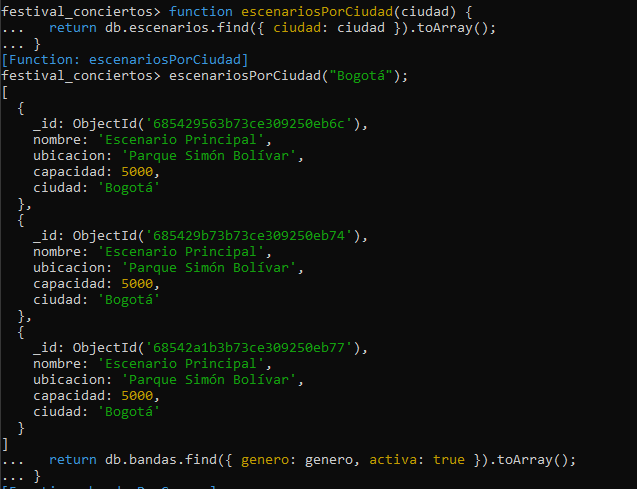 festival_conciertos> function escenariosPorCiudad(ciudad) {
...   return db.escenarios.find({ ciudad: ciudad }).toArray();
... }
[Function: escenariosPorCiudad]
festival_conciertos> escenariosPorCiudad("Bogotá");
[
  {
    _id: ObjectId('685429563b73ce309250eb6c'),
    nombre: 'Escenario Principal',
    ubicacion: 'Parque Simón Bolívar',
    capacidad: 5000,
    ciudad: 'Bogotá'
  },
  {
    _id: ObjectId('685429b73b73ce309250eb74'),
    nombre: 'Escenario Principal',
    ubicacion: 'Parque Simón Bolívar',
    capacidad: 5000,
    ciudad: 'Bogotá'
  },
  {
    _id: ObjectId('68542a1b3b73ce309250eb77'),
    nombre: 'Escenario Principal',
    ubicacion: 'Parque Simón Bolívar',
    capacidad: 5000,
    ciudad: 'Bogotá'
  }
]
...   return db.bandas.find({ genero: genero, activa: true }).toArray();
... }